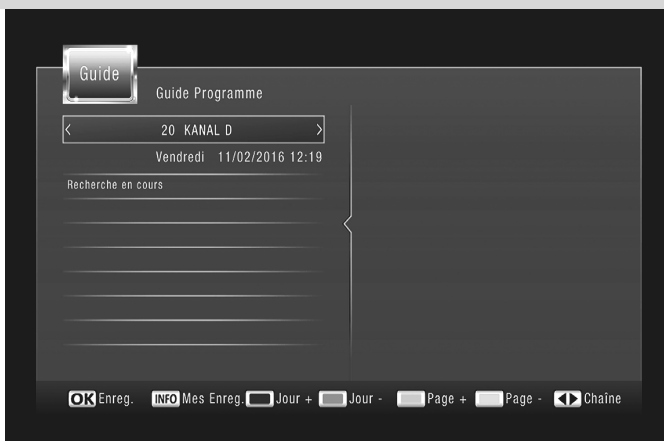 Guide
Guide Programme
20 KANAL D
Vendredi 11/02/2016 12:19
Recherche en cours
OK Enreg. INFO Mes Enreg. Jour + Jour - Page + Page - Chaîne